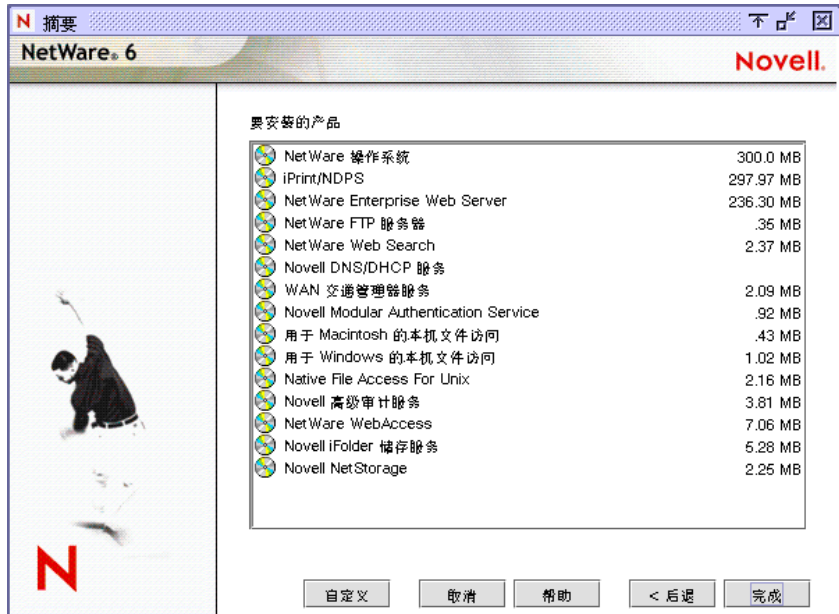 N 摘要
NetWare® 6
Novell.
要安装的产品
NetWare 操作系统 300.0 MB
iPrint/NDPS 297.97 MB
NetWare Enterprise Web Server 236.30 MB
NetWare FTP 服务器 .35 MB
NetWare Web Search 2.37 MB
Novell DNS/DHCP 服务
WAN 交通管理器服务 2.09 MB
Novell Modular Authentication Service .92 MB
用于 Macintosh 的本机文件访问 .43 MB
用于 Windows 的本机文件访问 1.02 MB
Native File Access For Unix 2.16 MB
Novell 高级审计服务 3.81 MB
NetWare WebAccess 7.06 MB
Novell iFolder 储存服务 5.28 MB
Novell NetStorage 2.25 MB
N
自定义 取消 帮助 < 后退 完成